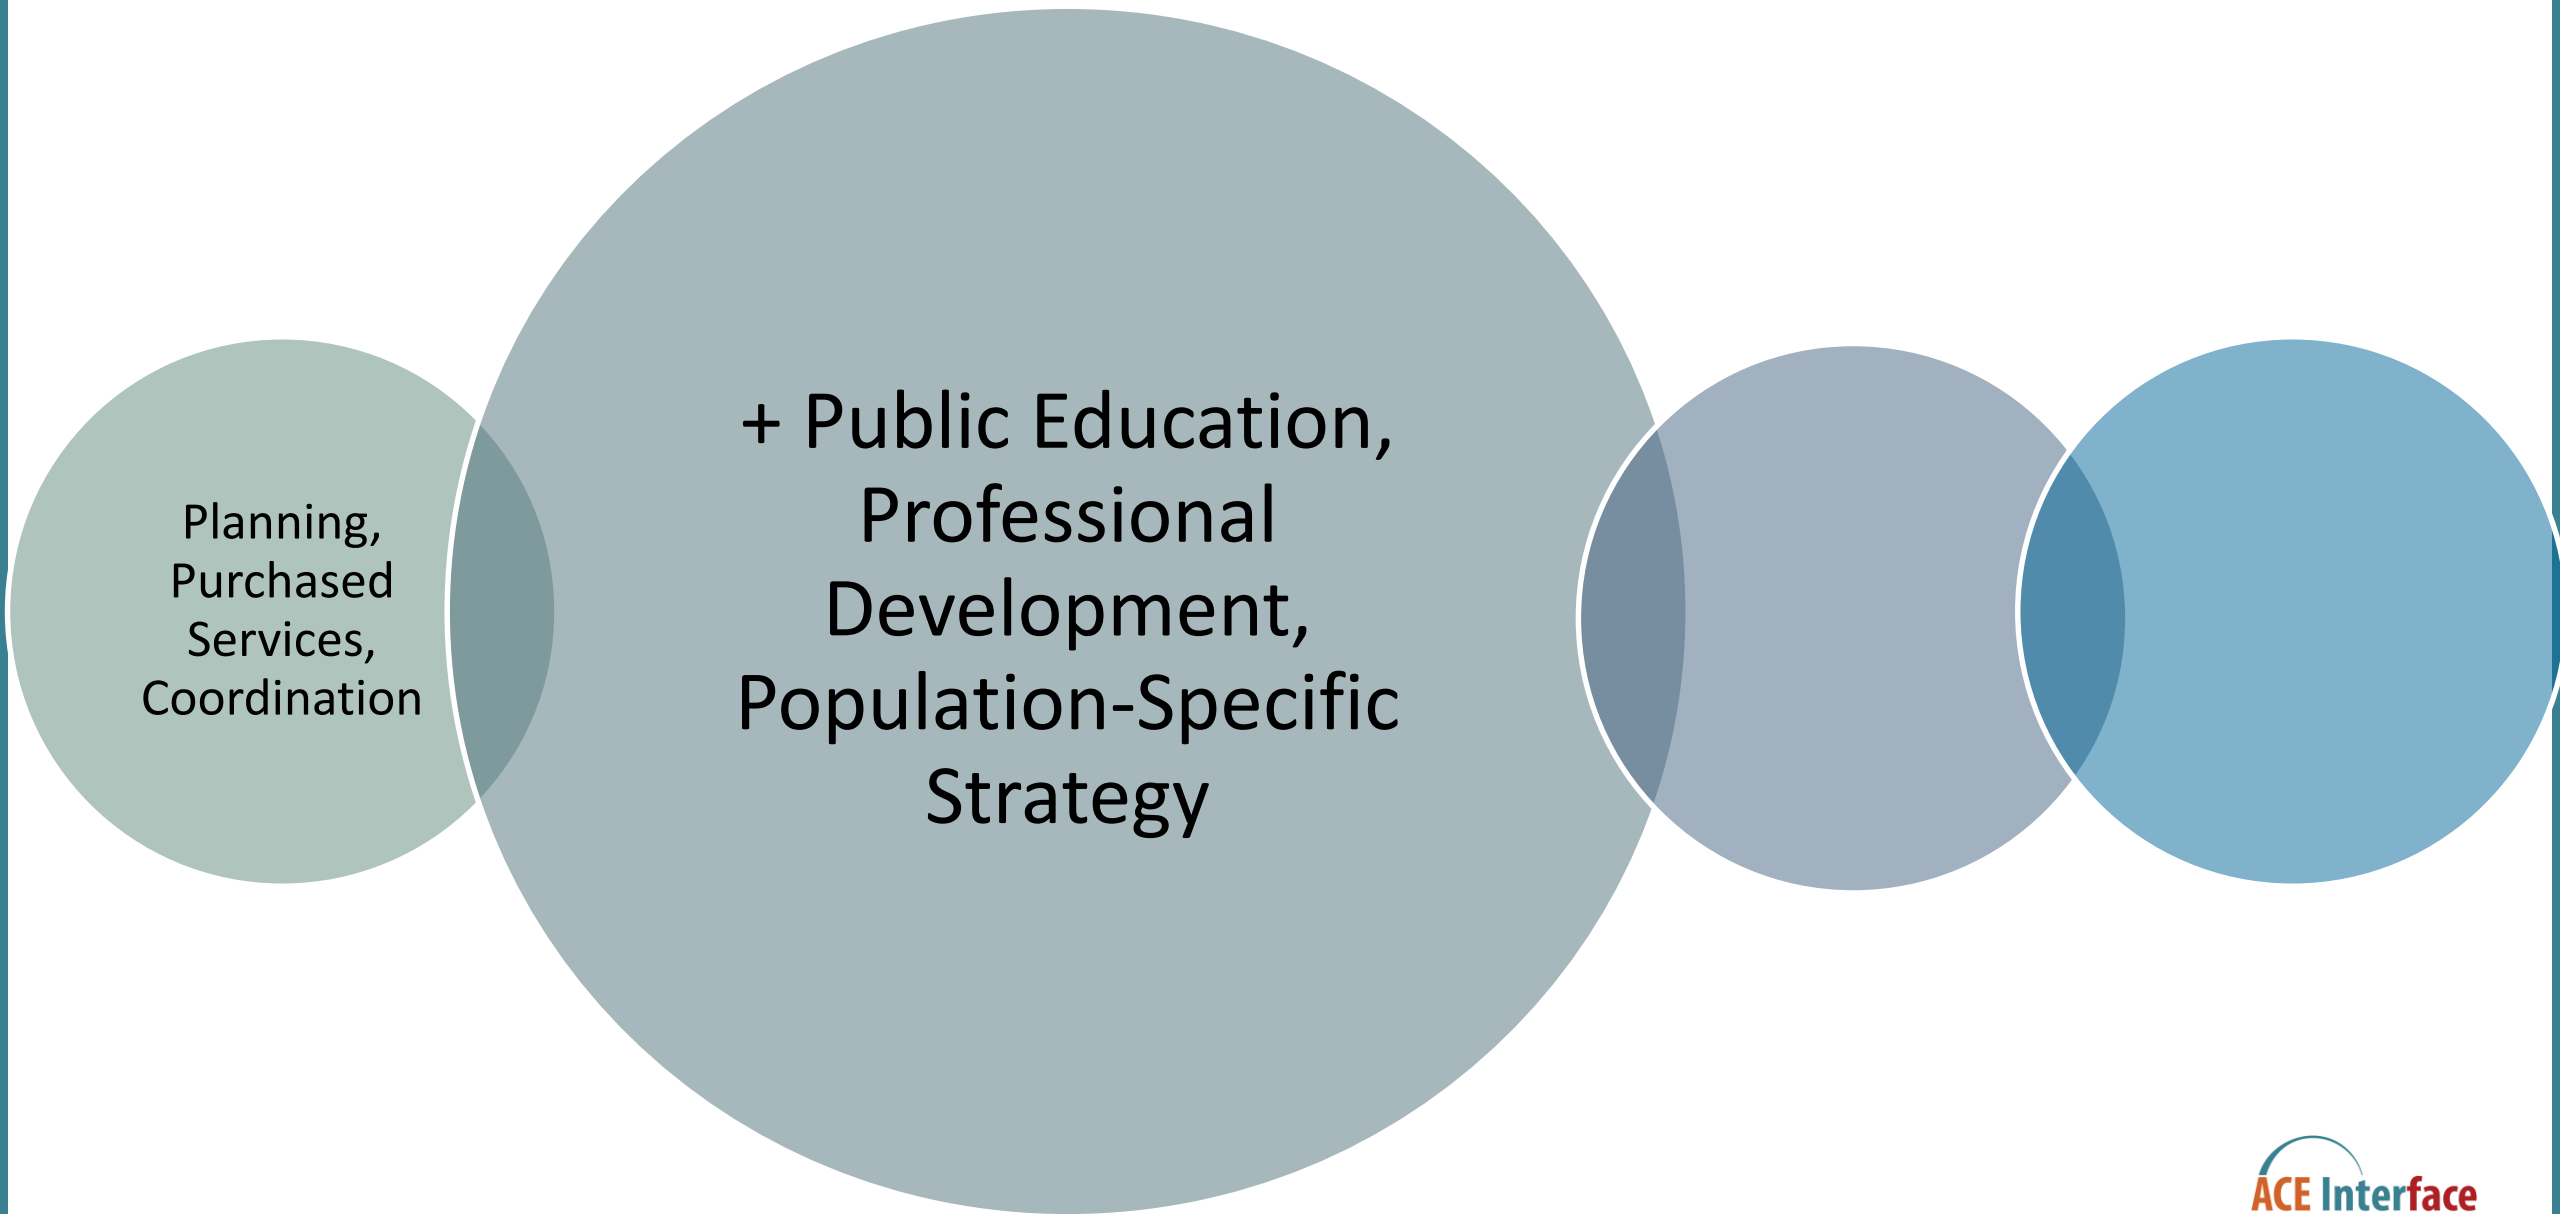 Planning,
Purchased
Services,
Coordination
+ Public Education,
Professional
Development,
Population-Specific
Strategy
ACE Interface